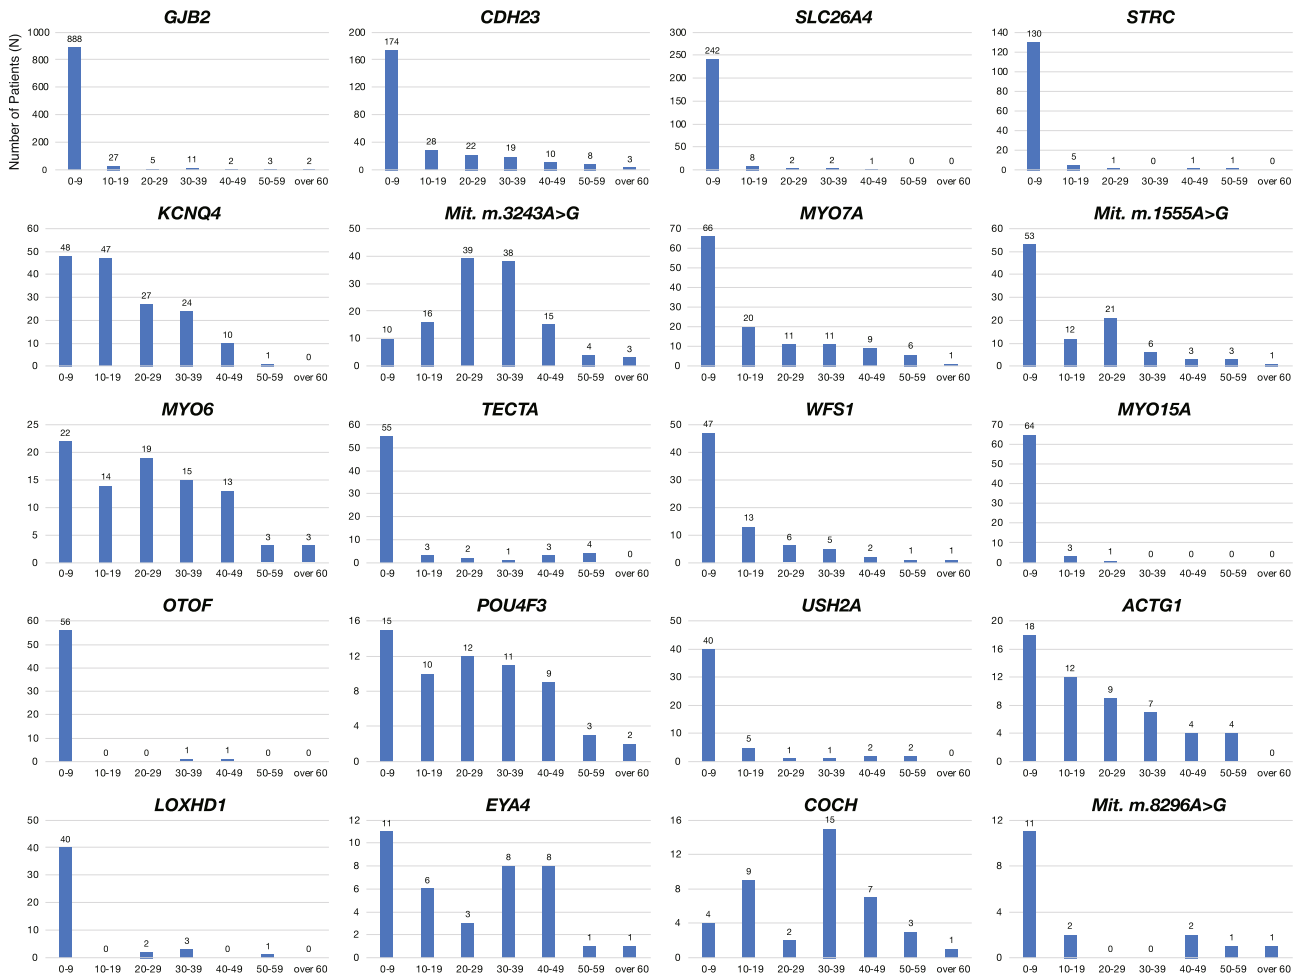 GJB2 CDH23 SLC26A4 STRC
Number of Patients (N)
1000 800 600 400 200 0
888 27 5 11 2 3 2
0-9 10-19 20-29 30-39 40-49 50-59 over 60
200 160 120 80 40 0
174 28 22 19 10 8 3
0-9 10-19 20-29 30-39 40-49 50-59 over 60
300 250 200 150 100 50 0
242 8 2 2 1 0 0
0-9 10-19 20-29 30-39 40-49 50-59 over 60
140 120 100 80 60 40 20 0
130 5 1 0 1 1 0
0-9 10-19 20-29 30-39 40-49 50-59 over 60
KCNQ4 Mit. m.3243A>G MYO7A Mit. m.1555A>G
60 50 40 30 20 10 0
48 47 27 24 10 1 0
0-9 10-19 20-29 30-39 40-49 50-59 over 60
50 40 30 20 10 0
10 16 39 38 15 4 3
0-9 10-19 20-29 30-39 40-49 50-59 over 60
70 60 50 40 30 20 10 0
66 20 11 11 9 6 1
0-9 10-19 20-29 30-39 40-49 50-59 over 60
60 50 40 30 20 10 0
53 12 21 6 3 3 1
0-9 10-19 20-29 30-39 40-49 50-59 over 60
MYO6 TECTA WFS1 MYO15A
25 20 15 10 5 0
22 14 19 15 13 3 3
0-9 10-19 20-29 30-39 40-49 50-59 over 60
60 50 40 30 20 10 0
55 3 2 1 3 4 0
0-9 10-19 20-29 30-39 40-49 50-59 over 60
50 40 30 20 10 0
47 13 6 5 2 1 1
0-9 10-19 20-29 30-39 40-49 50-59 over 60
70 60 50 40 30 20 10 0
64 3 1 0 0 0 0
0-9 10-19 20-29 30-39 40-49 50-59 over 60
OTOF POU4F3 USH2A ACTG1
60 50 40 30 20 10 0
56 0 0 1 1 0 0
0-9 10-19 20-29 30-39 40-49 50-59 over 60
16 12 8 4 0
15 10 12 11 9 3 2
0-9 10-19 20-29 30-39 40-49 50-59 over 60
50 40 30 20 10 0
40 5 1 1 2 2 0
0-9 10-19 20-29 30-39 40-49 50-59 over 60
20 16 12 8 4 0
18 12 9 7 4 4 0
0-9 10-19 20-29 30-39 40-49 50-59 over 60
LOXHD1 EYA4 COCH Mit. m.8296A>G
50 40 30 20 10 0
40 0 2 3 0 1 0
0-9 10-19 20-29 30-39 40-49 50-59 over 60
12 10 8 6 4 2 0
11 6 3 8 8 1 1
0-9 10-19 20-29 30-39 40-49 50-59 over 60
16 12 8 4 0
4 9 2 15 7 3 1
0-9 10-19 20-29 30-39 40-49 50-59 over 60
12 8 4 0
11 2 0 0 2 1 1
0-9 10-19 20-29 30-39 40-49 50-59 over 60